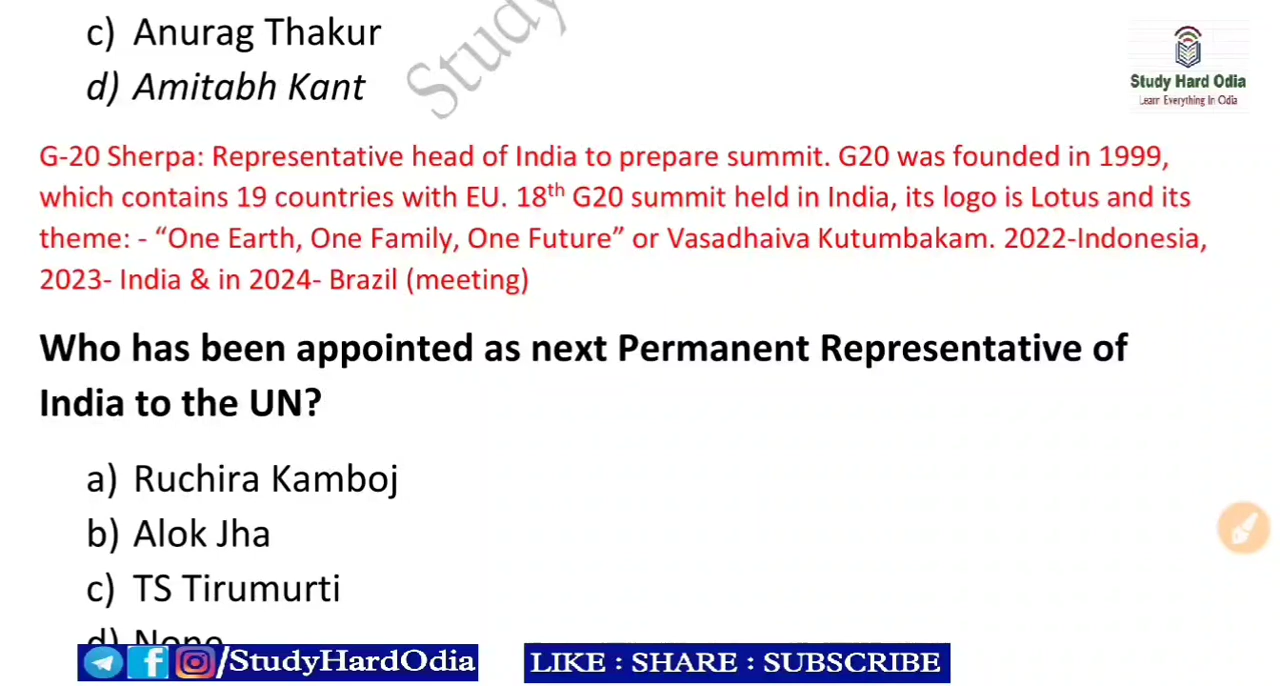 c) Anurag Thakur
d) Amitabh Kant
Study
Study Hard Odia
Learn Everything In Odia
G-20 Sherpa: Representative head of India to prepare summit. G20 was founded in 1999,
which contains 19 countries with EU. 18th G20 summit held in India, its logo is Lotus and its
theme: - “One Earth, One Family, One Future” or Vasadhaiva Kutumbakam. 2022-Indonesia,
2023- India & in 2024- Brazil (meeting)
Who has been appointed as next Permanent Representative of
India to the UN?
a) Ruchira Kamboj
b) Alok Jha
c) TS Tirumurti
d) None
/StudyHardOdia
LIKE : SHARE : SUBSCRIBE